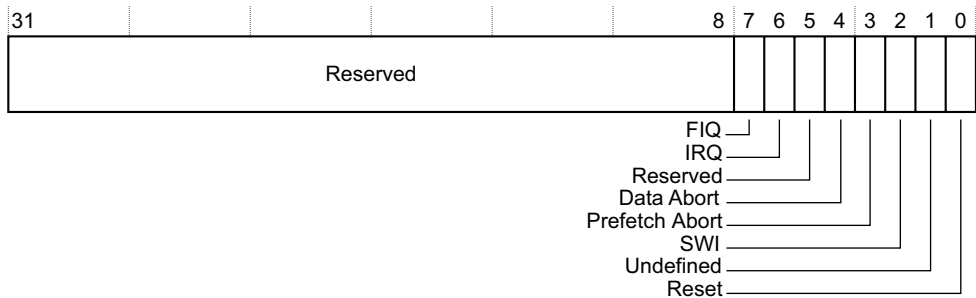 31 8 7 6 5 4 3 2 1 0
Reserved
FIQ
IRQ
Reserved
Data Abort
Prefetch Abort
SWI
Undefined
Reset